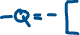 -Q = - [